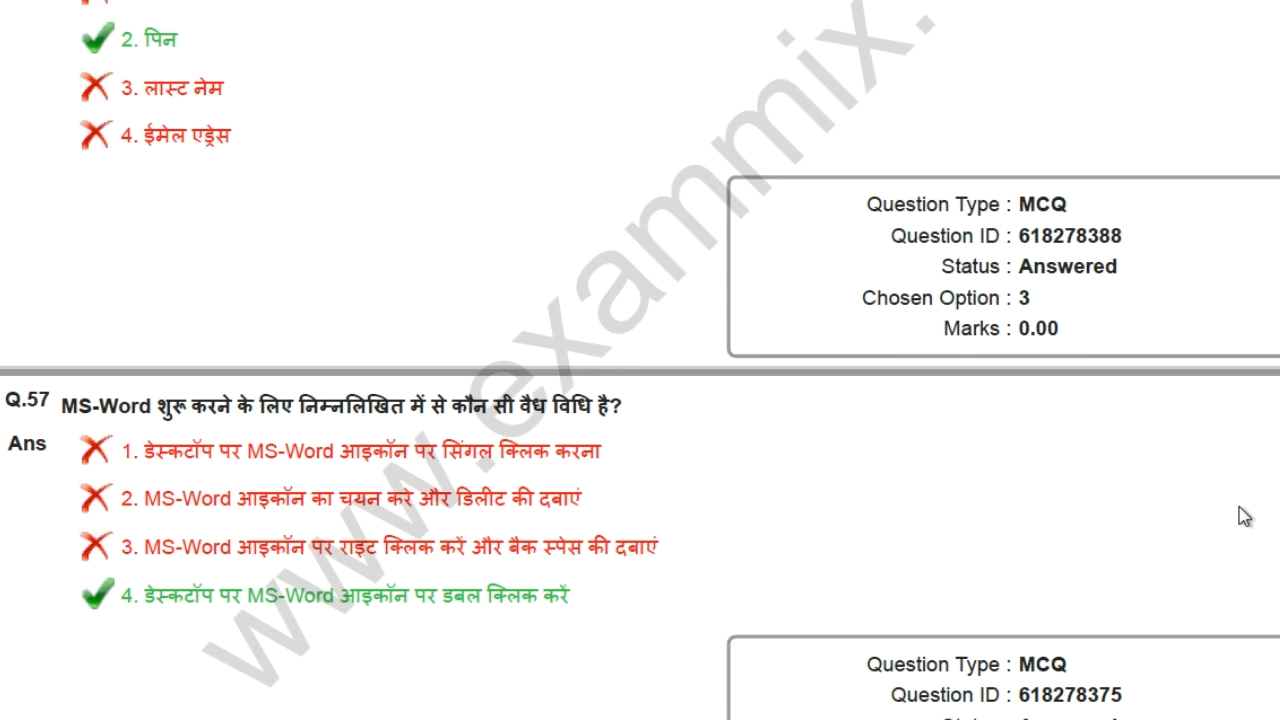 2. पिन
3. लास्ट नेम
4. ईमेल एड्रेस
Question Type : MCQ
Question ID : 618278388
Status : Answered
Chosen Option : 3
Marks : 0.00
Q.57 MS-Word शुरू करने के लिए निम्नलिखित में से कौन सी वैध विधि है?
Ans
1. डेस्कटॉप पर MS-Word आइकॉन पर सिंगल क्लिक करना
2. MS-Word आइकॉन का चयन करे और डिलीट की दबाएं
3. MS-Word आइकॉन पर राइट क्लिक करें और बैक स्पेस की दबाएं
4. डेस्कटॉप पर MS-Word आइकॉन पर डबल क्लिक करें
Question Type : MCQ
Question ID : 618278375
www.exammix.